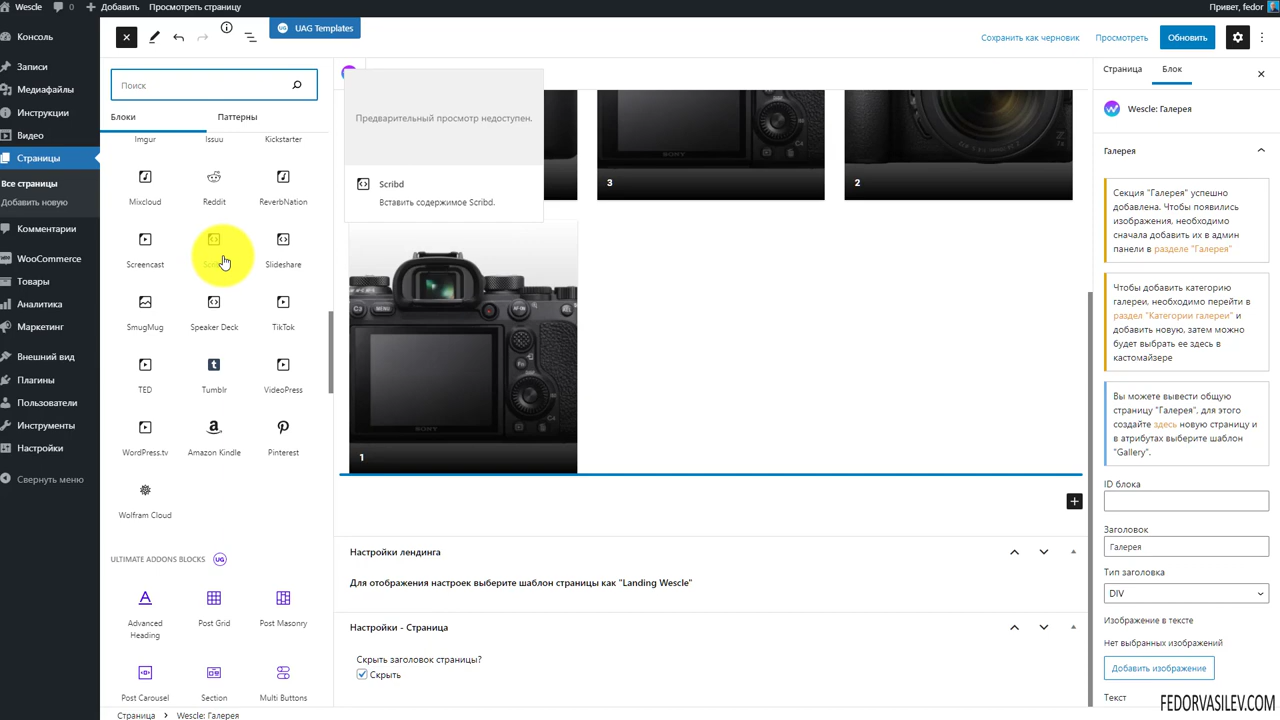 Wescle
0
Добавить
Просмотреть страницу
Привет, fedor
Консоль
Записи
Медиафайлы
Инструкции
Видео
Страницы
Все страницы
Добавить новую
Комментарии
WooCommerce
Товары
Аналитика
Маркетинг
Внешний вид
Плагины
Пользователи
Инструменты
Настройки
Свернуть меню
UG
UAG Templates
Сохранить как черновик
Просмотреть
Обновить
Поиск
Блоки
Паттерны
Imgur
Issuu
Kickstarter
Mixcloud
Reddit
ReverbNation
Screencast
Slideshare
SmugMug
Speaker Deck
TikTok
TED
Tumblr
VideoPress
WordPress.tv
Amazon Kindle
Pinterest
Wolfram Cloud
ULTIMATE ADDONS BLOCKS
UG
Advanced
Heading
Post Grid
Post Masonry
Post Carousel
Section
Multi Buttons
Предварительный просмотр недоступен.
Scribd
Вставить содержимое Scribd.
SONY
3
2
MENU
Fn
C4
SONY
1
Настройки лендинга
Для отображения настроек выберите шаблон страницы как "Landing Wescle"
Настройки - Страница
Скрыть заголовок страницы?
Скрыть
Страница
Блок
Wescle: Галерея
Галерея
Секция "Галерея" успешно
добавлена. Чтобы появились
изображения, необходимо
сначала добавить их в админ
панели в разделе "Галерея"
Чтобы добавить категорию
галереи, необходимо перейти в
раздел "Категории галереи" и
добавить новую, затем можно
будет выбрать ее здесь в
кастомайзере
Вы можете вывести общую
страницу "Галерея", для этого
создайте здесь новую страницу и
в атрибутах выберите шаблон
"Gallery".
ID блока
Заголовок
Галерея
Тип заголовка
DIV
Изображение в тексте
Нет выбранных изображений
Добавить изображение
Текст
Страница
Wescle: Галерея
FEDORVASILEV.COM